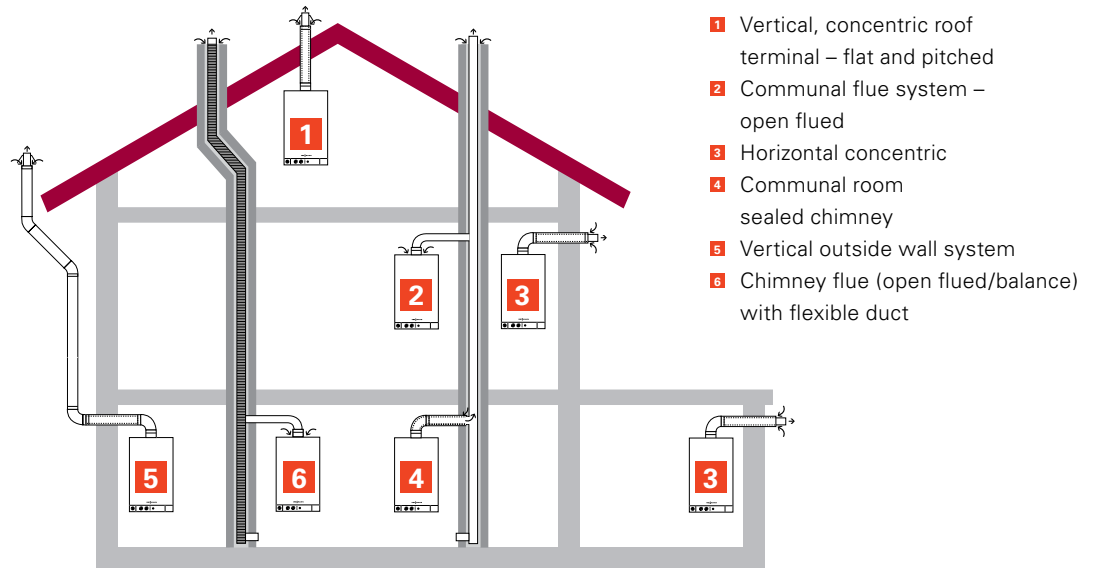 1 Vertical, concentric roof
terminal – flat and pitched
2 Communal flue system –
open flued
3 Horizontal concentric
4 Communal room
sealed chimney
5 Vertical outside wall system
6 Chimney flue (open flued/balance)
with flexible duct
1
2
3
5
6
4
3